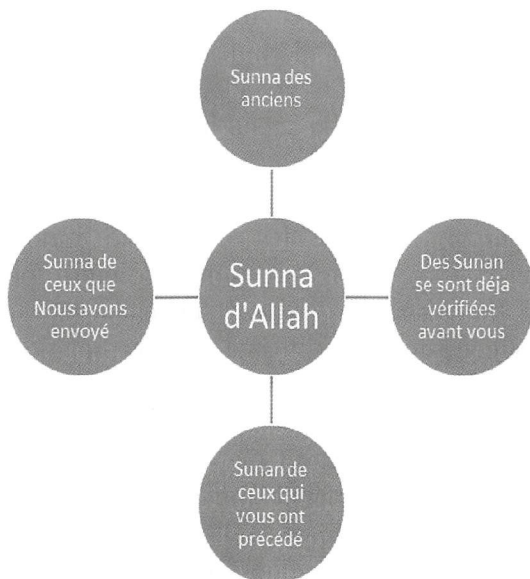 Sunna des
anciens
Sunna de
ceux que
Nous avons
envoyé
Sunna
d'Allah
Des Sunan
se sont déja
vérifiées
avant vous
Sunan de
ceux qui
vous ont
précédé